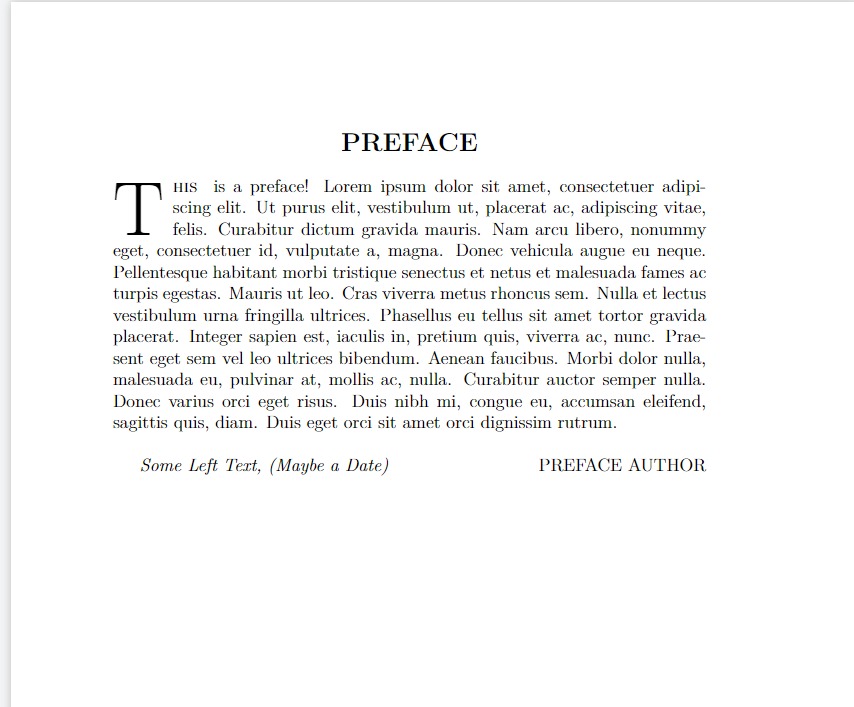 PREFACE
THIS is a preface! Lorem ipsum dolor sit amet, consectetuer adipi-
scing elit. Ut purus elit, vestibulum ut, placerat ac, adipiscing vitae,
felis. Curabitur dictum gravida mauris. Nam arcu libero, nonummy
eget, consectetuer id, vulputate a, magna. Donec vehicula augue eu neque.
Pellentesque habitant morbi tristique senectus et netus et malesuada fames ac
turpis egestas. Mauris ut leo. Cras viverra metus rhoncus sem. Nulla et lectus
vestibulum urna fringilla ultrices. Phasellus eu tellus sit amet tortor gravida
placerat. Integer sapien est, iaculis in, pretium quis, viverra ac, nunc. Prae-
sent eget sem vel leo ultrices bibendum. Aenean faucibus. Morbi dolor nulla,
malesuada eu, pulvinar at, mollis ac, nulla. Curabitur auctor semper nulla.
Donec varius orci eget risus. Duis nibh mi, congue eu, accumsan eleifend,
sagittis quis, diam. Duis eget orci sit amet orci dignissim rutrum.
Some Left Text, (Maybe a Date) PREFACE AUTHOR